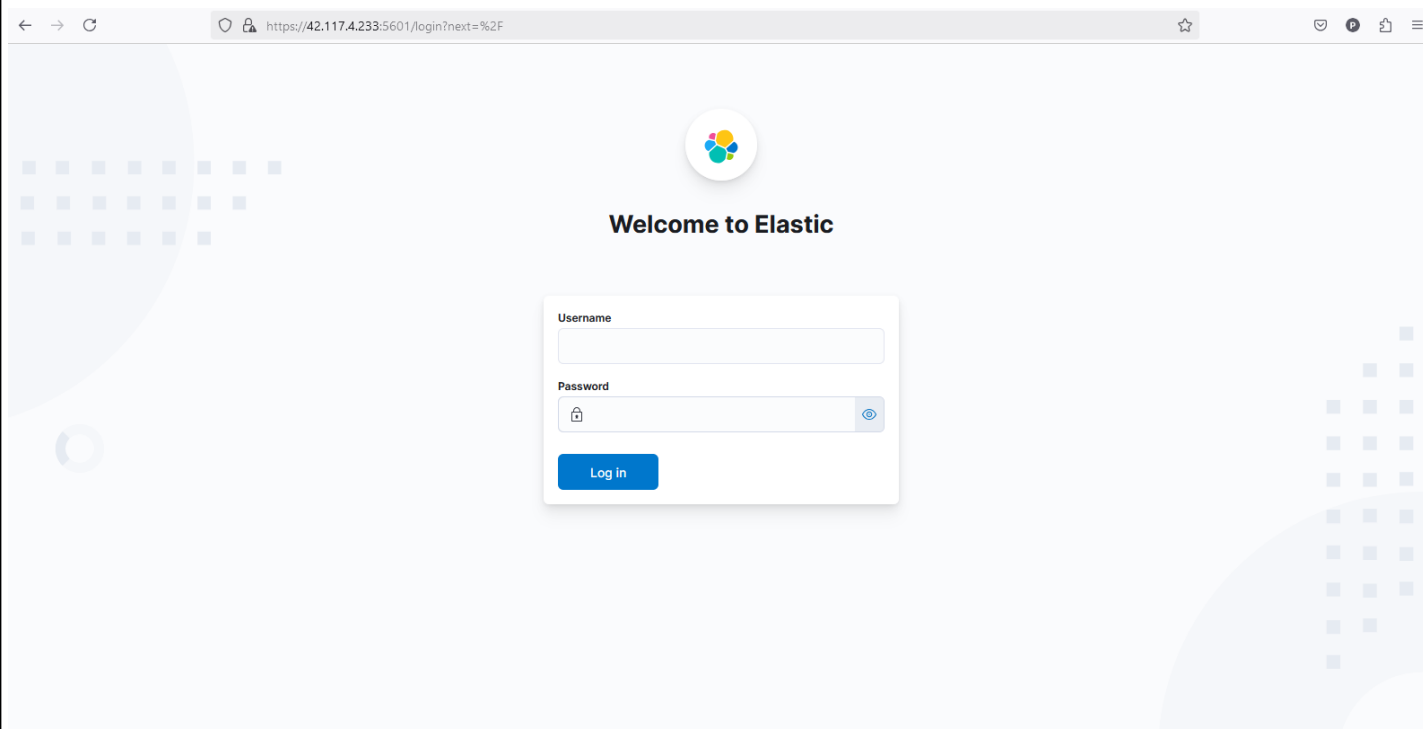 https://42.117.4.233:5601/login?next=%2F
P
Welcome to Elastic
Username
Password
Log in